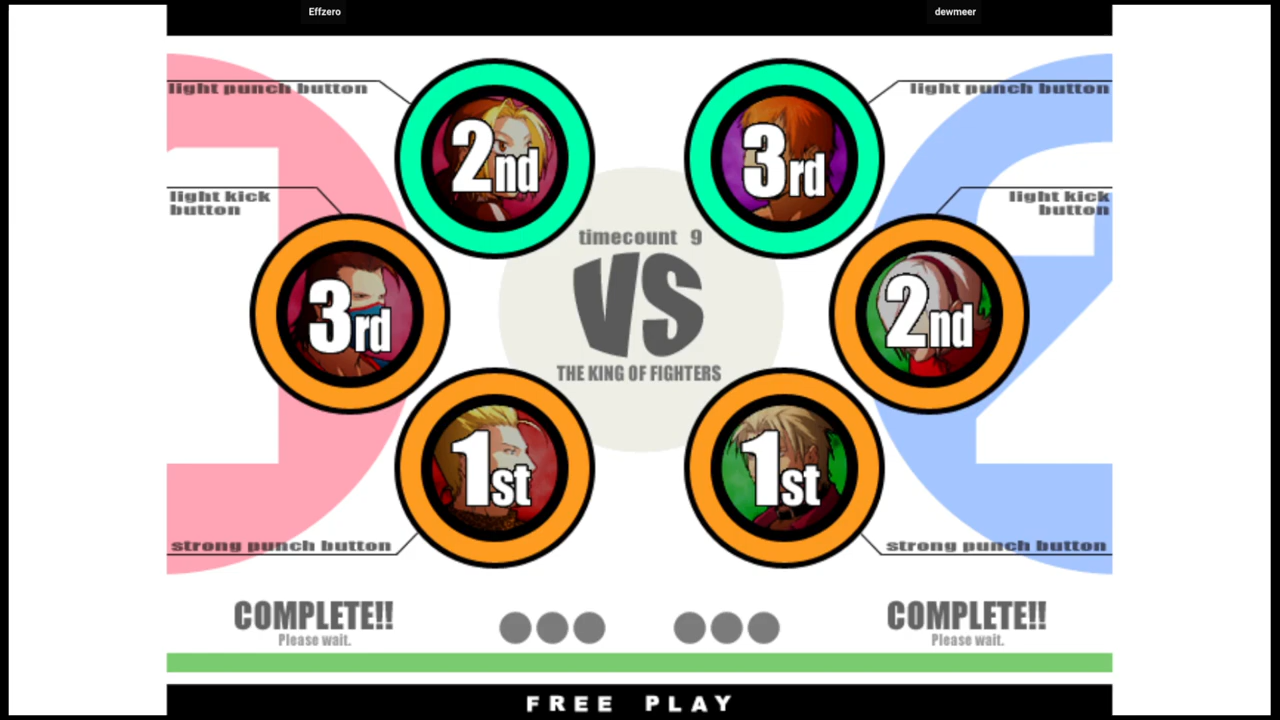 Effzero
dewmeer
light punch button
light punch button
2nd
3rd
light kick
button
light kick
button
timecount 9
VS
THE KING OF FIGHTERS
3rd
2nd
1st
1st
strong punch button
strong punch button
COMPLETE!!
Please wait.
COMPLETE!!
Please wait.
FREE PLAY